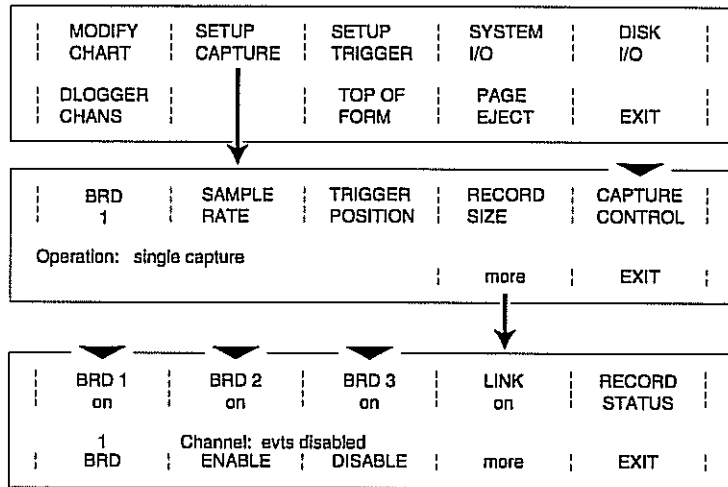 MODIFY SETUP SETUP SYSTEM DISK
CHART CAPTURE TRIGGER I/O I/O
DLOGGER TOP OF PAGE
CHANS FORM EJECT EXIT
BRD SAMPLE TRIGGER RECORD CAPTURE
1 RATE POSITION SIZE CONTROL
Operation: single capture
more EXIT
BRD 1 BRD 2 BRD 3 LINK RECORD
on on on on STATUS
1 Channel: evts disabled
BRD ENABLE DISABLE more EXIT